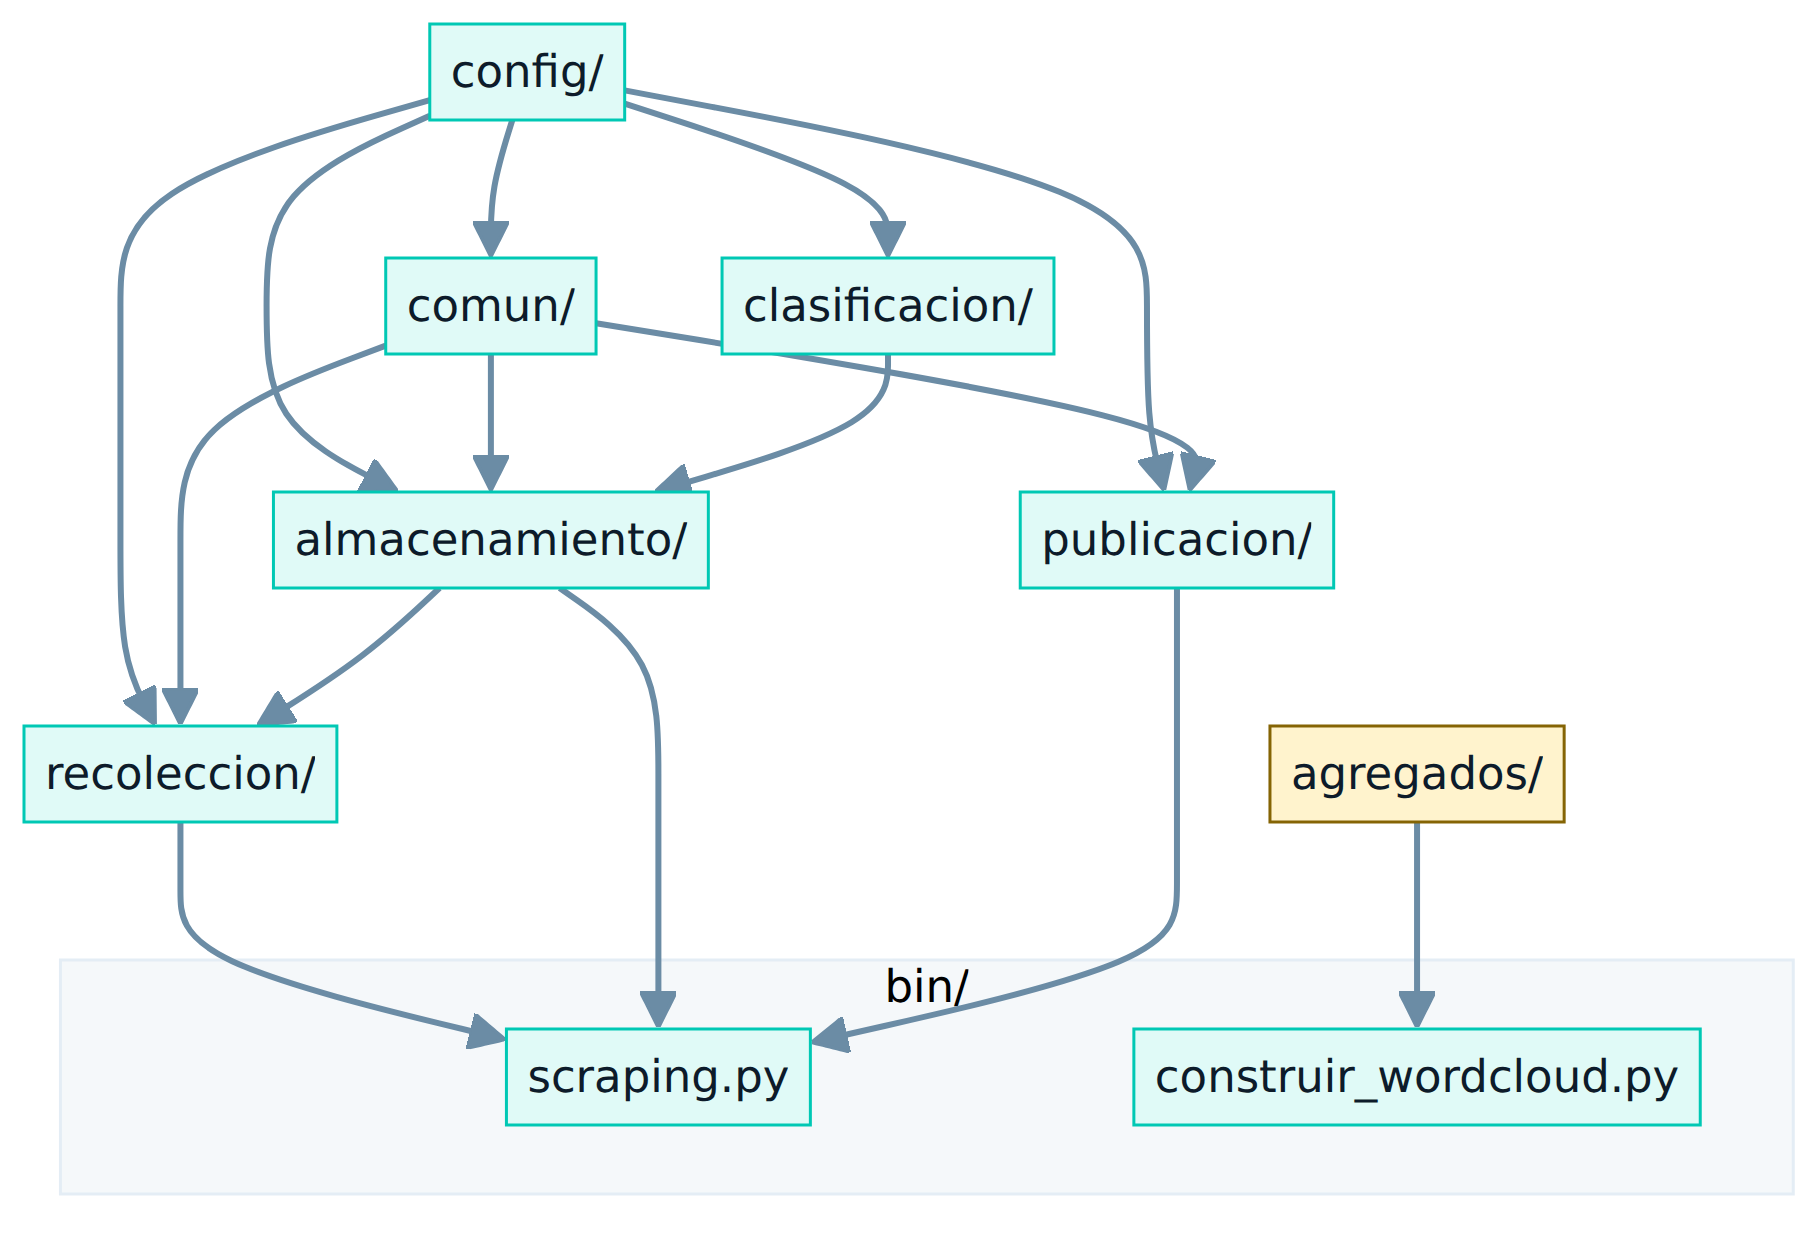 config/
comun/
clasificacion/
almacenamiento/
publicacion/
recoleccion/
agregados/
bin/
scraping.py
construir_wordcloud.py